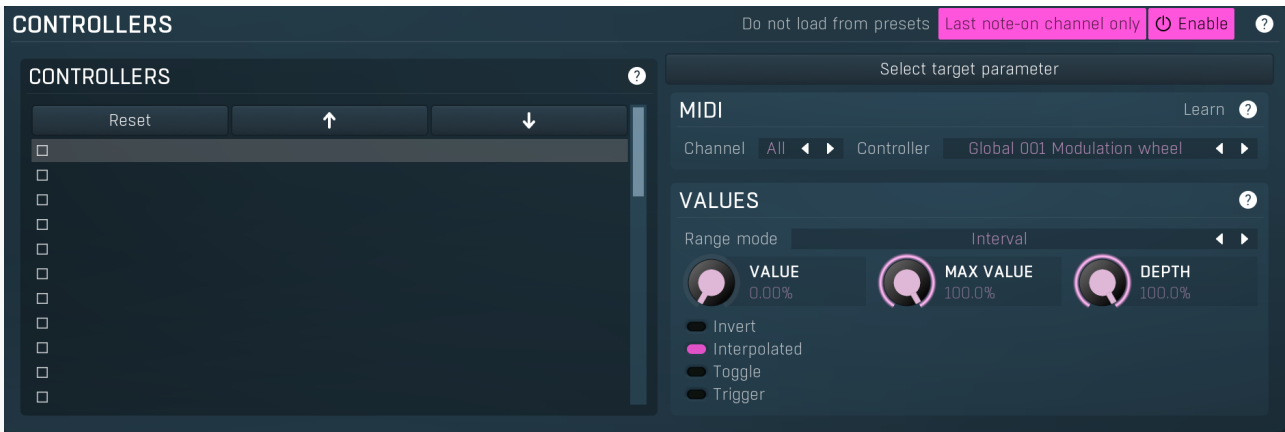 CONTROLLERS
Do not load from presets Last note-on channel only Enable ?
CONTROLLERS ?
Reset
Select target parameter
MIDI Learn ?
Channel All Controller Global 001 Modulation wheel
VALUES ?
Range mode Interval
VALUE
0.00%
MAX VALUE
100.0%
DEPTH
100.0%
Invert
Interpolated
Toggle
Trigger